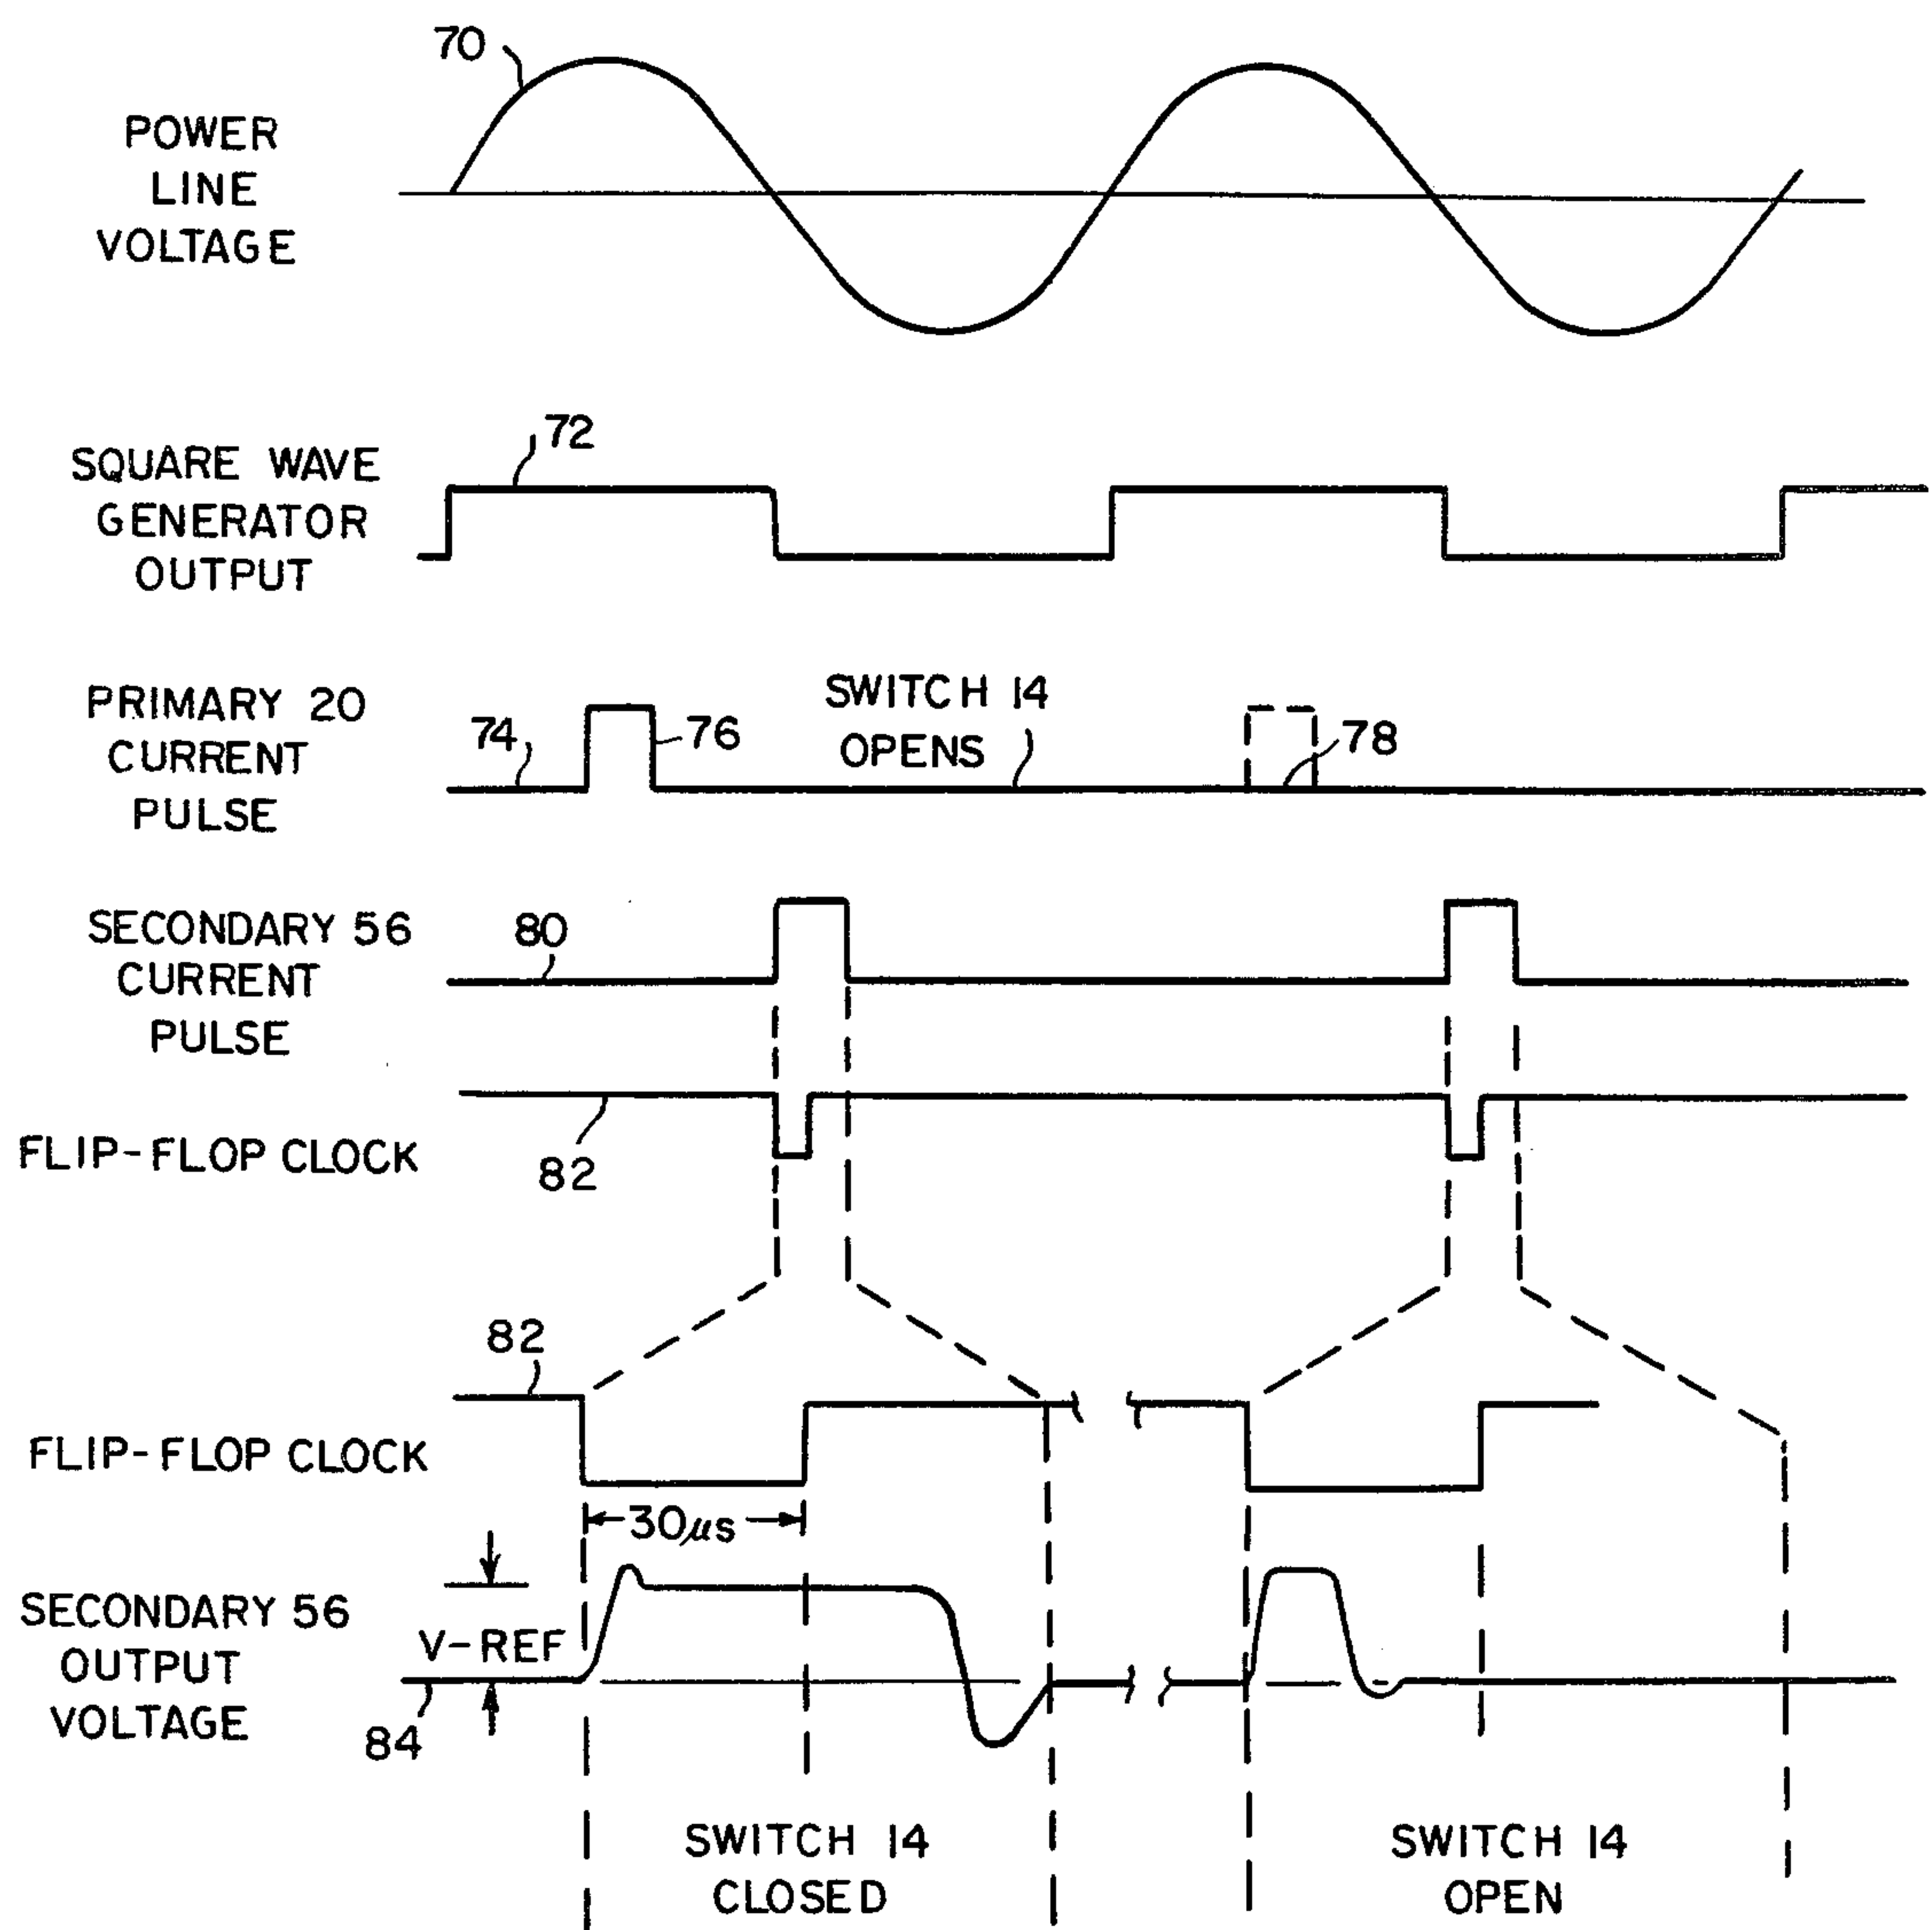 70
POWER
LINE
VOLTAGE
72
SQUARE WAVE
GENERATOR
OUTPUT
PRIMARY 20
CURRENT
PULSE
74
76
SWITCH 14
OPENS
78
SECONDARY 56
CURRENT
PULSE
80
FLIP-FLOP CLOCK
82
82
FLIP-FLOP CLOCK
30µs
SECONDARY 56
OUTPUT
VOLTAGE
V-REF
84
SWITCH 14
CLOSED
SWITCH 14
OPEN